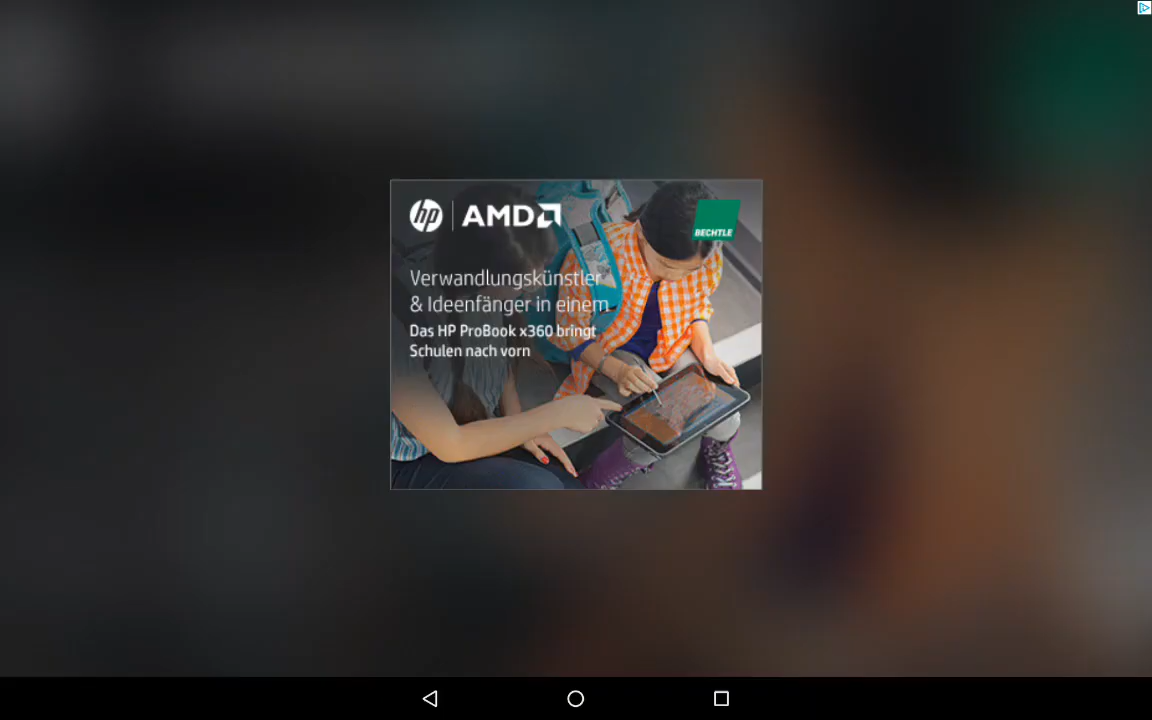 hp | AMD
BECHTLE
Verwandlungskünstler
& Ideenfänger in einem
Das HP ProBook x360 bringt
Schulen nach vorn